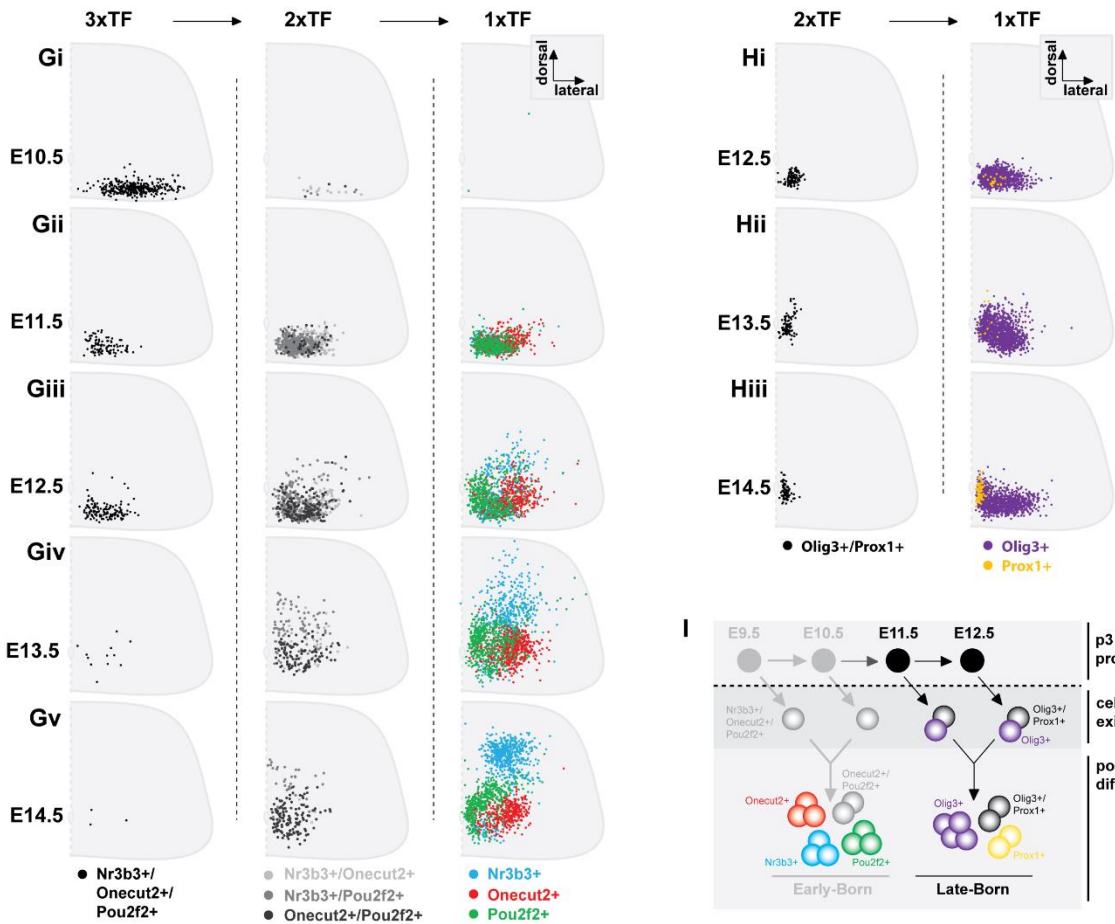 3xTF
2xTF
1xTF
2xTF
1xTF
Gi
dorsal
lateral
E10.5
Hi
dorsal
lateral
E12.5
Gii
E11.5
Hii
E13.5
Giii
E12.5
Hiii
E14.5
Olig3+/Prox1+
Olig3+
Prox1+
Giv
E13.5
Gv
E14.5
Nr3b3+/
Onecut2+/
Pou2f2+
Nr3b3+/Onecut2+
Nr3b3+/Pou2f2+
Onecut2+/Pou2f2+
Nr3b3+
Onecut2+
Pou2f2+
I
E9.5 E10.5 E11.5 E12.5
p3
Nr3b3+/
Onecut2+/
Pou2f2+
Olig3+/
Prox1+
Olig3+
Onecut2+/
Pou2f2+
Onecut2+
Nr3b3+
Pou2f2+
Olig3+
Olig3+/
Prox1+
Prox1+
Early-Born
Late-Born